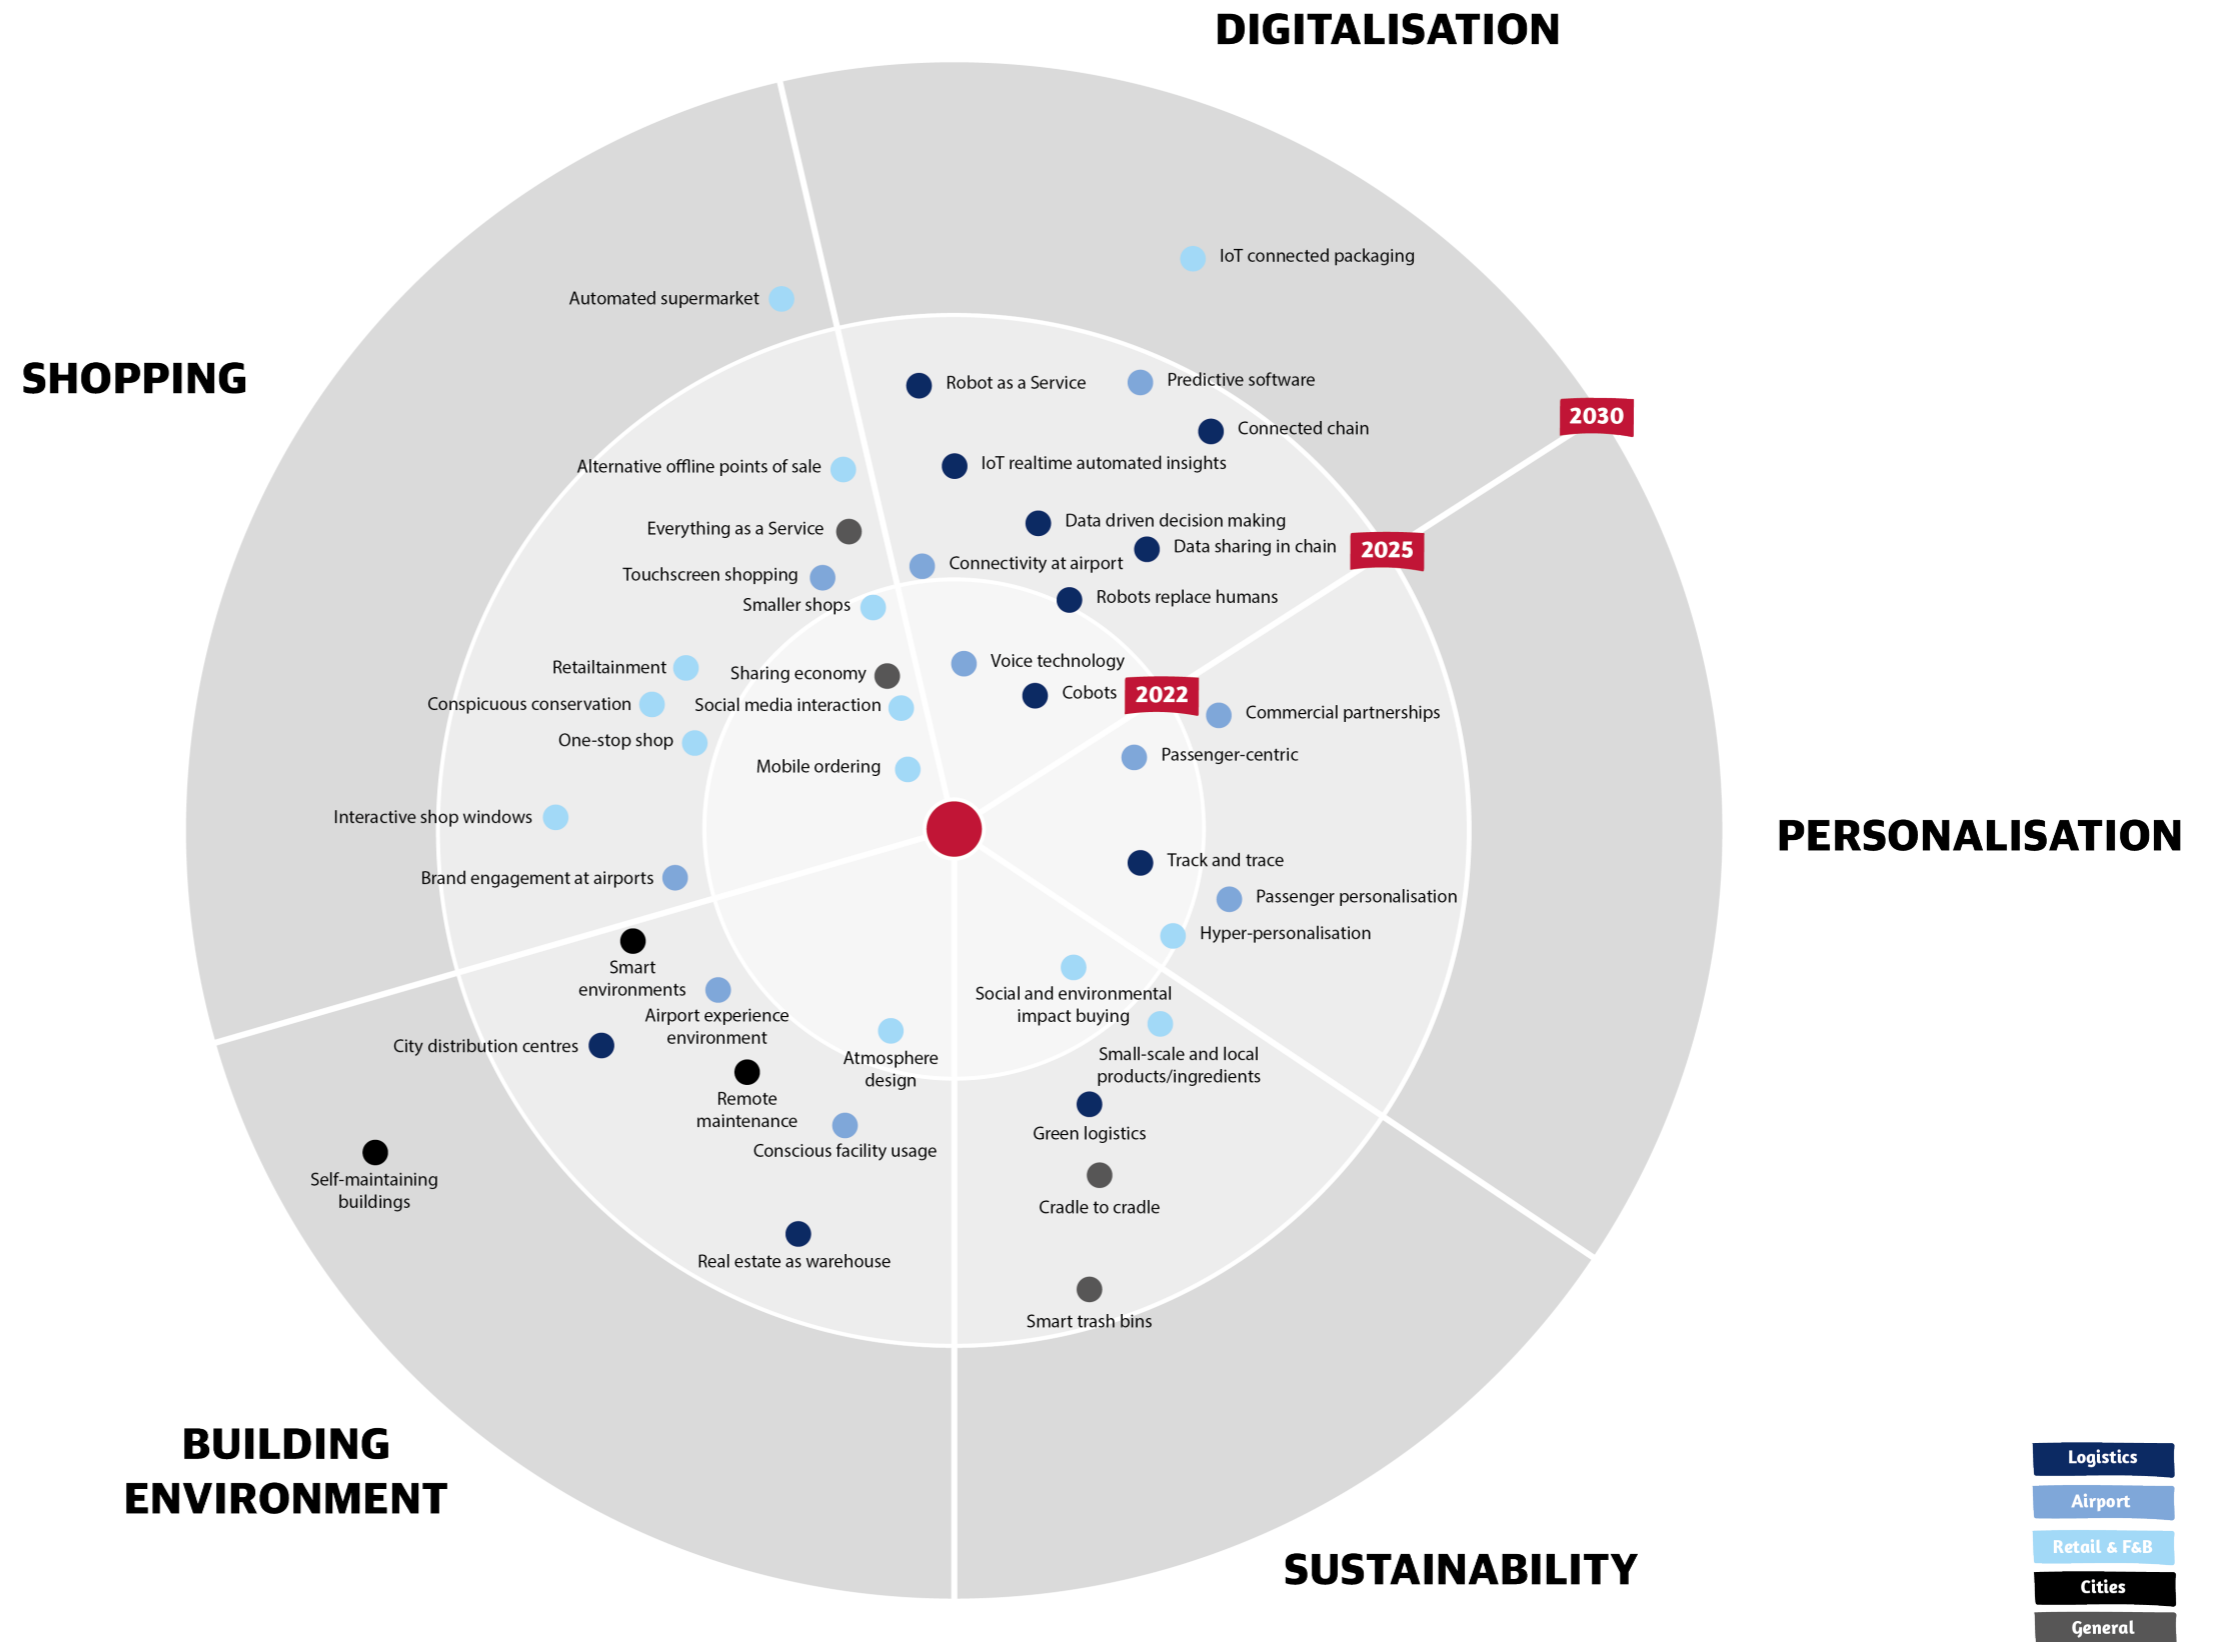 DIGITALISATION
IoT connected packaging
Automated supermarket
SHOPPING
Robot as a Service
Predictive software
2030
Connected chain
Alternative offline points of sale
IoT realtime automated insights
Everything as a Service
Data driven decision making
Data sharing in chain
2025
Connectivity at airport
Touchscreen shopping
Smaller shops
Robots replace humans
Retailtainment
Sharing economy
Voice technology
Conspicuous conservation
Social media interaction
Cobots
2022
Commercial partnerships
One-stop shop
Passenger-centric
Mobile ordering
Interactive shop windows
PERSONALISATION
Brand engagement at airports
Track and trace
Passenger personalisation
Hyper-personalisation
Smart
environments
Airport experience
environment
Social and environmental
impact buying
City distribution centres
Atmosphere
design
Small-scale and local
products/ingredients
Remote
maintenance
Green logistics
Conscious facility usage
Self-maintaining
buildings
Cradle to cradle
Real estate as warehouse
Smart trash bins
BUILDING
ENVIRONMENT
SUSTAINABILITY
Logistics
Airport
Retail & F&B
Cities
General